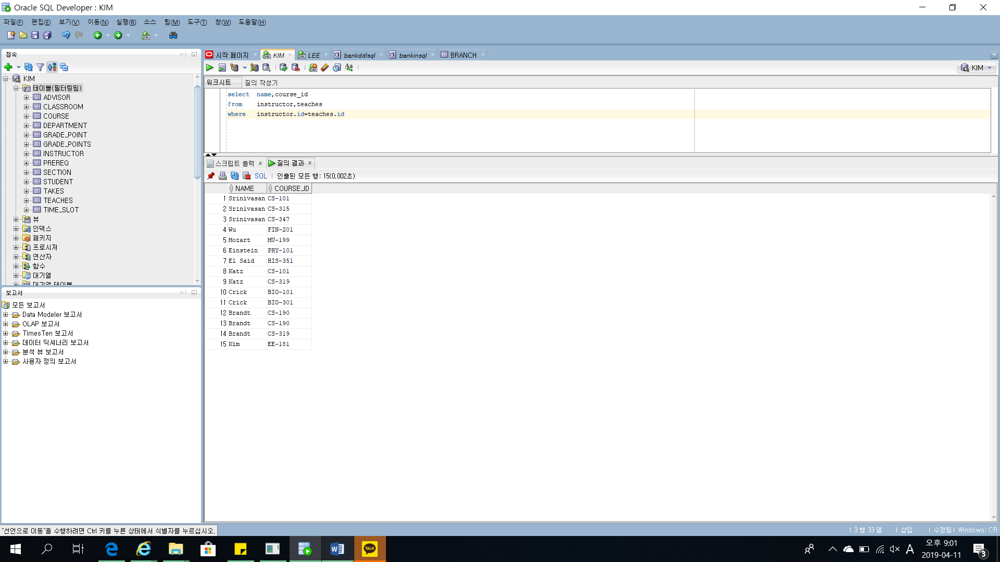 Oracle SQL Developer : KIM
파일(F) 편집(E) 보기(V) 이동(N) 실행(R) 소스 팀(M) 도구(T) 창(W) 도움말(H)
접속
KIM
테이블(필터링됨)
ADVISOR
CLASSROOM
COURSE
DEPARTMENT
GRADE_POINT
GRADE_POINTS
INSTRUCTOR
PREREQ
SECTION
STUDENT
TAKES
TEACHES
TIME_SLOT
뷰
인덱스
패키지
프로시저
연산자
함수
대기열
대기열 테이블
보고서
모든 보고서
Data Modeler 보고서
OLAP 보고서
TimesTen 보고서
데이터 딕셔너리 보고서
분석 뷰 보고서
사용자 정의 보고서
시작 페이지 KIM LEE bankddlsql bankinsql BRANCH
KIM
워크시트 질의 작성기
select name,course_id
from instructor,teaches
where instructor.id=teaches.id
스크립트 출력 x 질의 결과 x
SQL | 인출된 모든 행: 15(0,002초)
NAME COURSE_ID
1 Srinivasan CS-101
2 Srinivasan CS-315
3 Srinivasan CS-347
4 Wu FIN-201
5 Mozart MU-199
6 Einstein PHY-101
7 El Said HIS-351
8 Katz CS-101
9 Katz CS-319
10 Crick BIO-101
11 Crick BIO-301
12 Brandt CS-190
13 Brandt CS-190
14 Brandt CS-319
15 Kim EE-181
"선언으로 이동"을 수행하려면 Ctrl 키를 누른 상태에서 식별자를 누르십시오.
| 3 행 33 열 | 삽입 | 수정됨 | Windows: CR
TALK
A
오후 9:01
2019-04-11
3